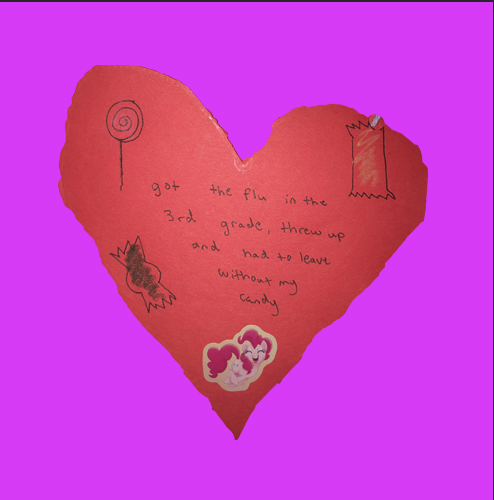 got the flu in the
3rd grade, threw up
and had to leave
without my
candy